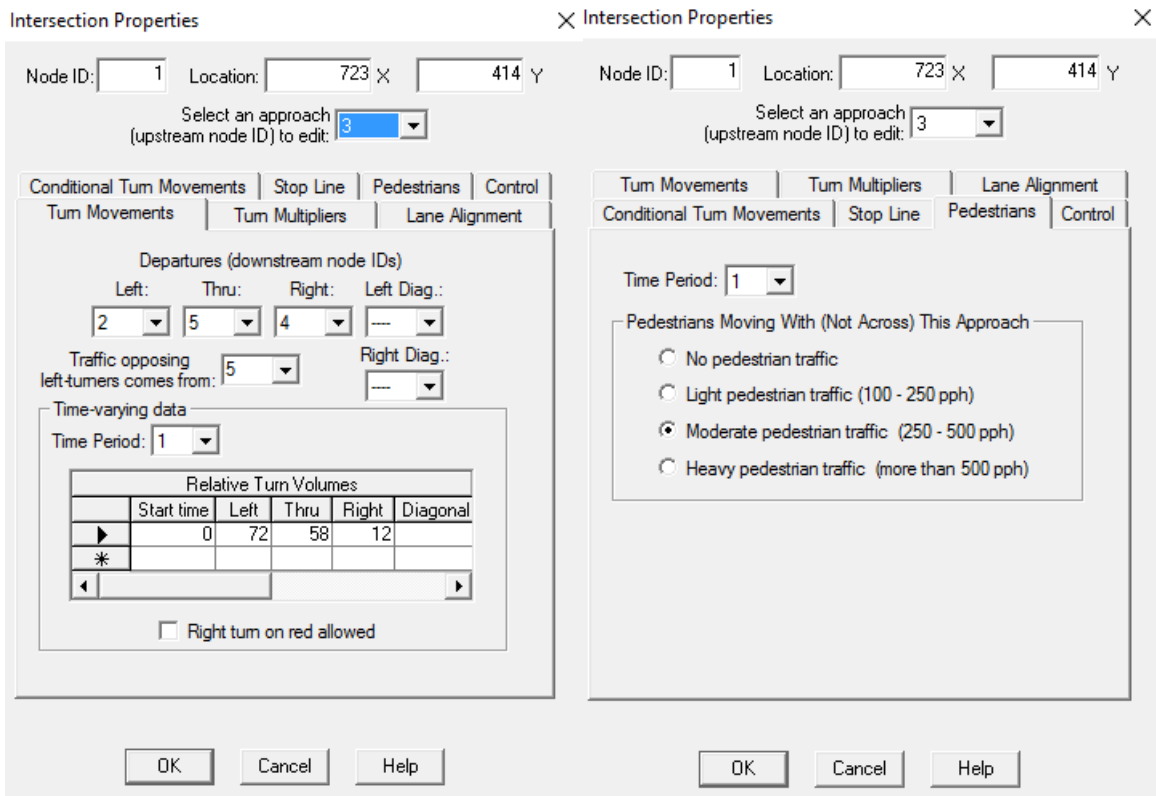 Intersection Properties
Node ID: 1 Location: 723 X 414 Y
Select an approach
(upstream node ID) to edit: 3
Conditional Turn Movements Stop Line Pedestrians Control
Turn Movements Turn Multipliers Lane Alignment
Departures (downstream node IDs)
Left: Thru: Right: Left Diag.:
2 5 4 ----
Traffic opposing
left-turners comes from: 5
Right Diag.:
----
Time-varying data
Time Period: 1
Relative Turn Volumes
Start time Left Thru Right Diagonal
0 72 58 12
Right turn on red allowed
OK Cancel Help
Intersection Properties
Node ID: 1 Location: 723 X 414 Y
Select an approach
(upstream node ID) to edit: 3
Turn Movements Turn Multipliers Lane Alignment
Conditional Turn Movements Stop Line Pedestrians Control
Time Period: 1
Pedestrians Moving With (Not Across) This Approach
No pedestrian traffic
Light pedestrian traffic (100 - 250 pph)
Moderate pedestrian traffic (250 - 500 pph)
Heavy pedestrian traffic (more than 500 pph)
OK Cancel Help